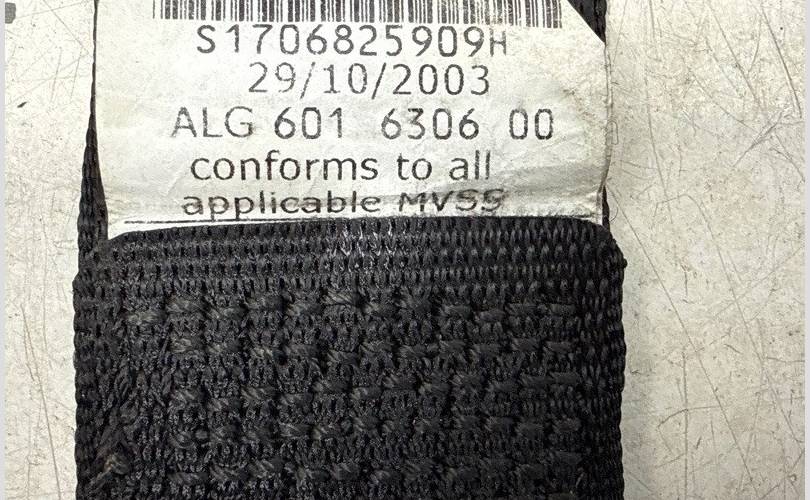 S1706825909H
29/10/2003
ALG 601 6306 00
conforms to all
applicable MVSS